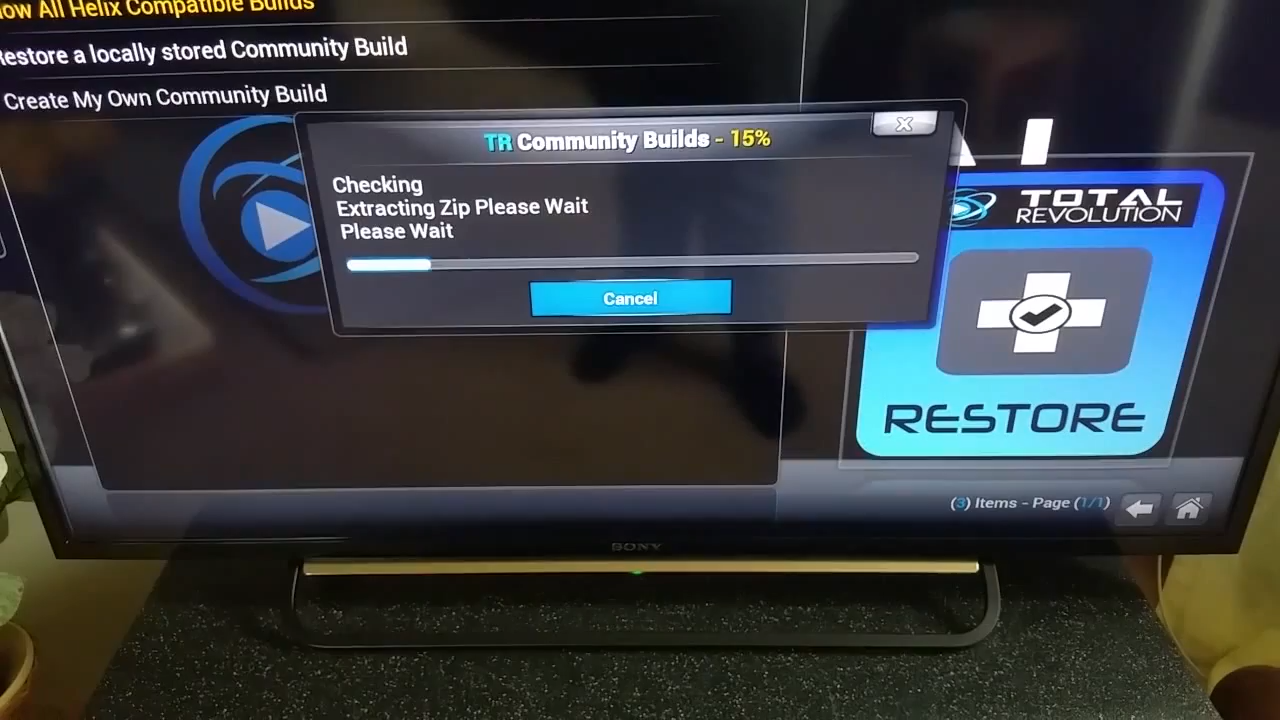 All Helix Compatible Builds
Restore a locally stored Community Build
Create My Own Community Build
TR Community Builds - 15%
X
Checking
Extracting Zip Please Wait
Please Wait
Cancel
TOTAL
REVOLUTION
RESTORE
(3) Items - Page (1/1)
SONY